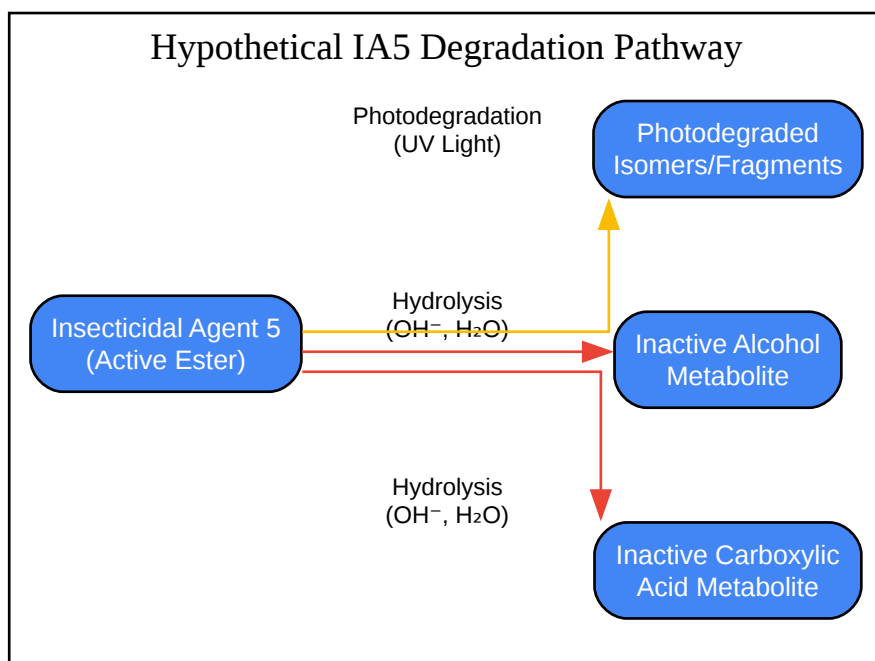 Hypothetical IA5 Degradation Pathway
Photodegradation
(UV Light)
Photodegraded
Isomers/Fragments
Insecticidal Agent 5
(Active Ester)
Hydrolysis
(OH⁻, H₂O)
Inactive Alcohol
Metabolite
Hydrolysis
(OH⁻, H₂O)
Inactive Carboxylic
Acid Metabolite